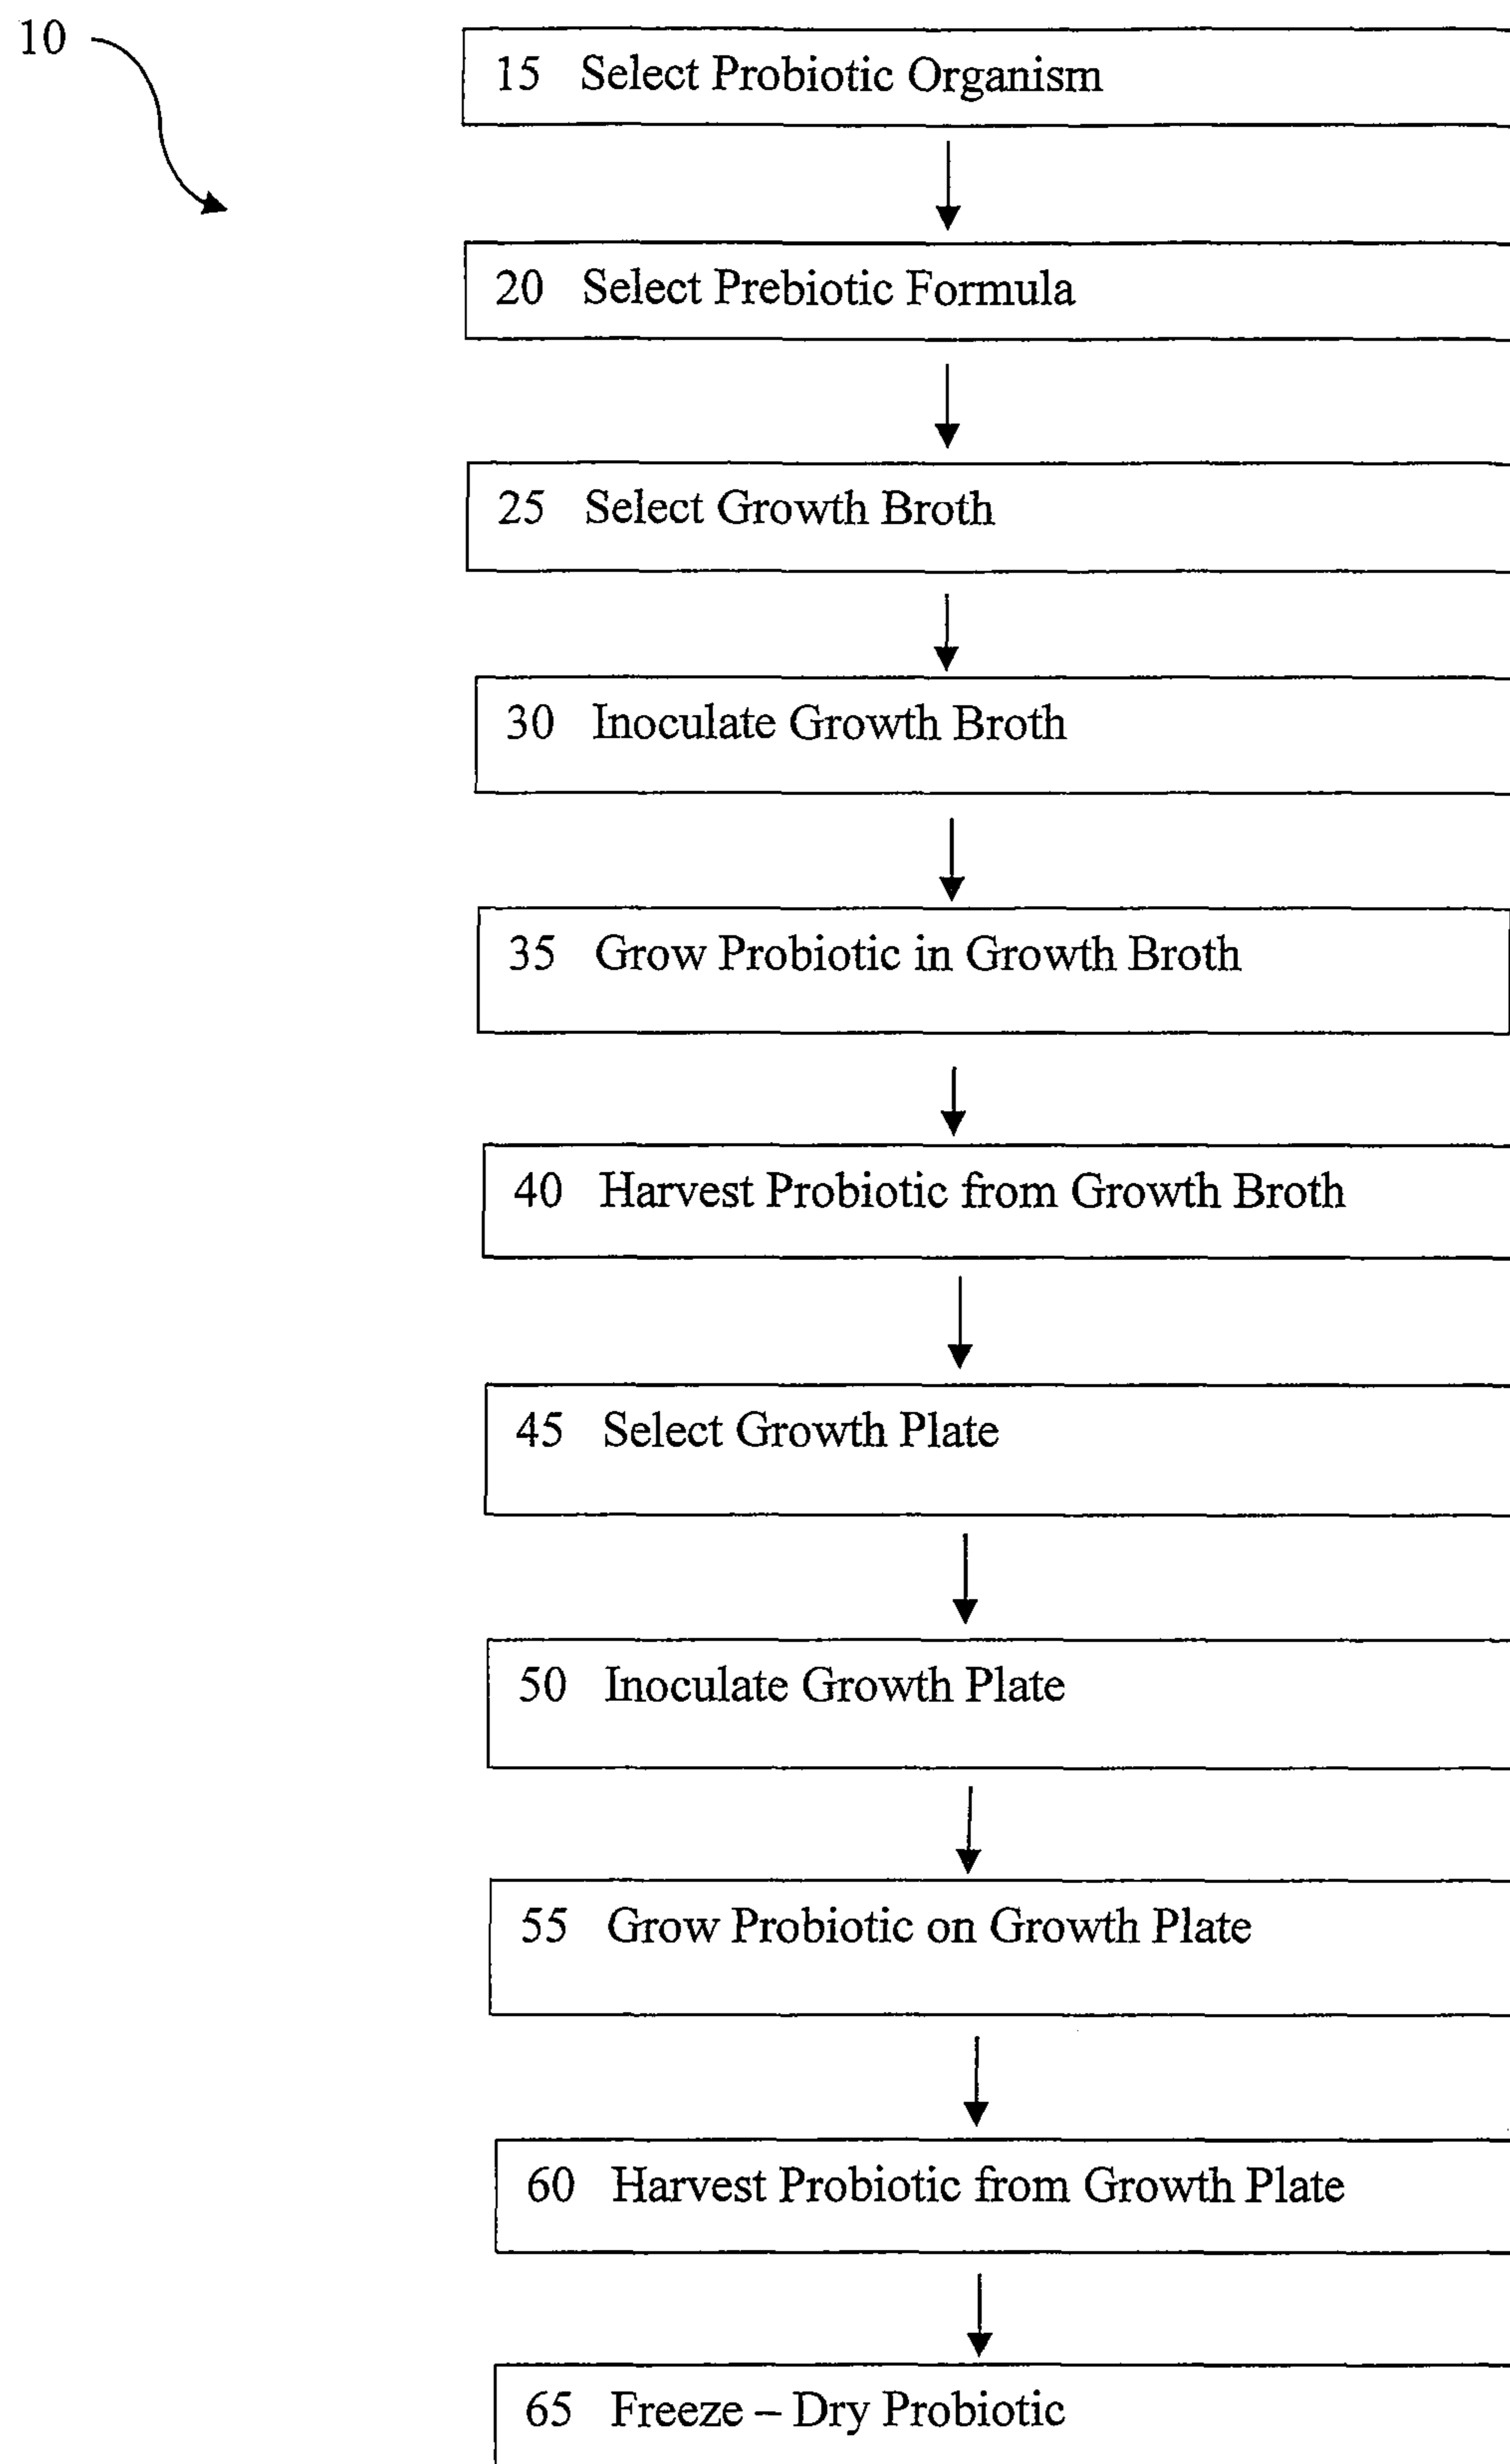 10
15 Select Probiotic Organism
20 Select Prebiotic Formula
25 Select Growth Broth
30 Inoculate Growth Broth
35 Grow Probiotic in Growth Broth
40 Harvest Probiotic from Growth Broth
45 Select Growth Plate
50 Inoculate Growth Plate
55 Grow Probiotic on Growth Plate
60 Harvest Probiotic from Growth Plate
65 Freeze – Dry Probiotic